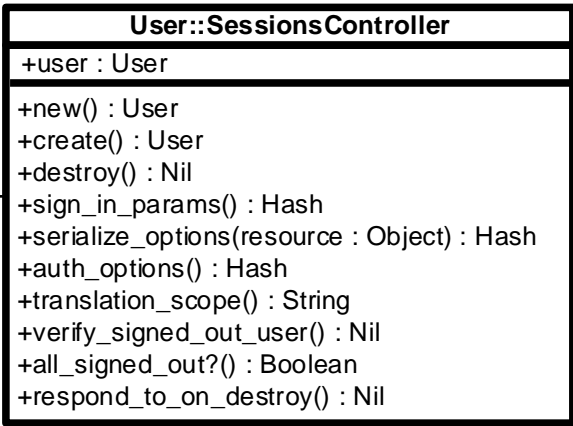 User::SessionsController
+user : User
+new() : User
+create() : User
+destroy() : Nil
+sign_in_params() : Hash
+serialize_options(resource : Object) : Hash
+auth_options() : Hash
+translation_scope() : String
+verify_signed_out_user() : Nil
+all_signed_out?() : Boolean
+respond_to_on_destroy() : Nil